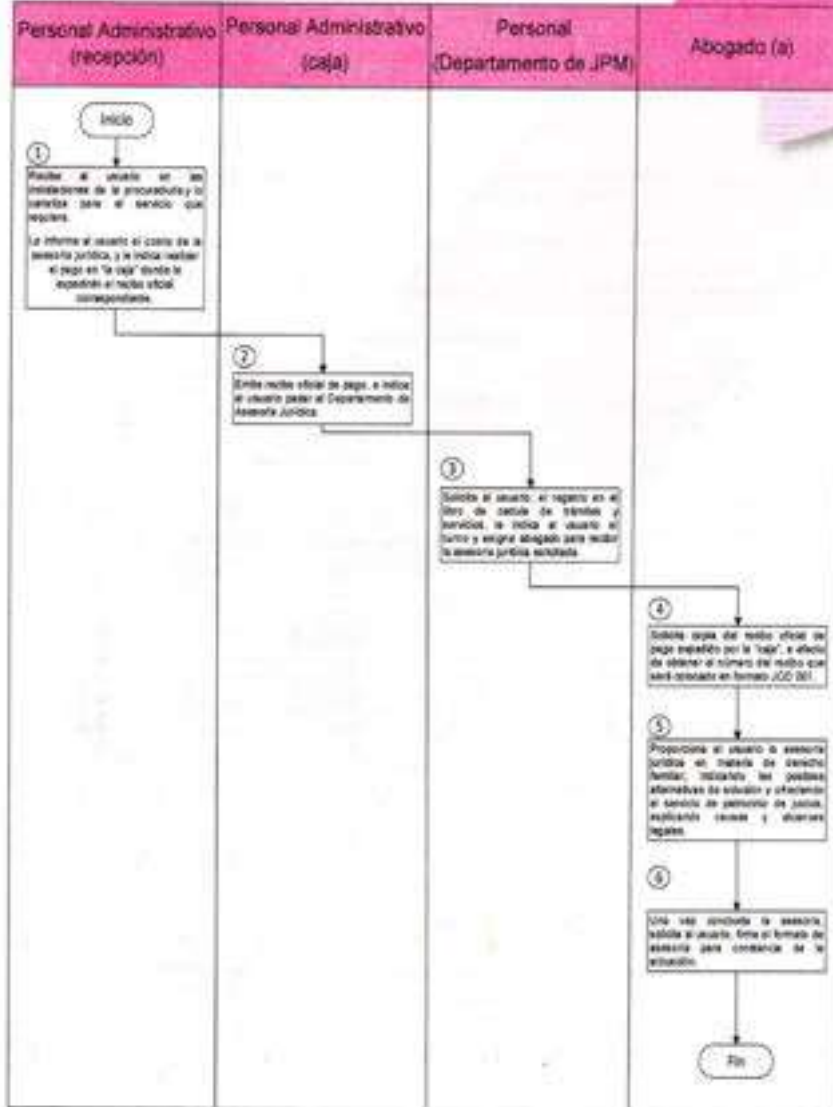 Personal Administrativo
(recepción)
Personal Administrativo
(caja)
Personal
(Departamento de JPM)
Abogado (a)
Inicio
1
Recibe al usuario en las
instalaciones de la procuraduría y lo
canaliza para el servicio que
requiera.
Le informa al usuario el costo de la
asesoría jurídica, y le indica realizar
el pago en "la caja" donde le
expedirán el recibo oficial
correspondiente.
2
Emite recibo oficial de pago, e indica
al usuario pasar al Departamento de
Asesoría Jurídica.
3
Solicita al usuario, el registro en el
libro de cedula de trámites y
servicios, le indica al usuario el
turno y asigna abogado para recibir
la asesoría jurídica solicitada.
4
Solicita copia del recibo oficial de
pago expedido por la "caja", a efecto
de obtener el número del recibo que
será colocado en formato JOD 001.
5
Proporciona al usuario la asesoría
jurídica en materia de derecho
familiar, indicando las posibles
alternativas de solución y ofreciendo
el servicio de patrocinio de juicios,
explicando causas y alcances
legales.
6
Una vez concluida la asesoría,
solicita al usuario, firme el formato de
asesoría para constancia de la
actuación.
Fin